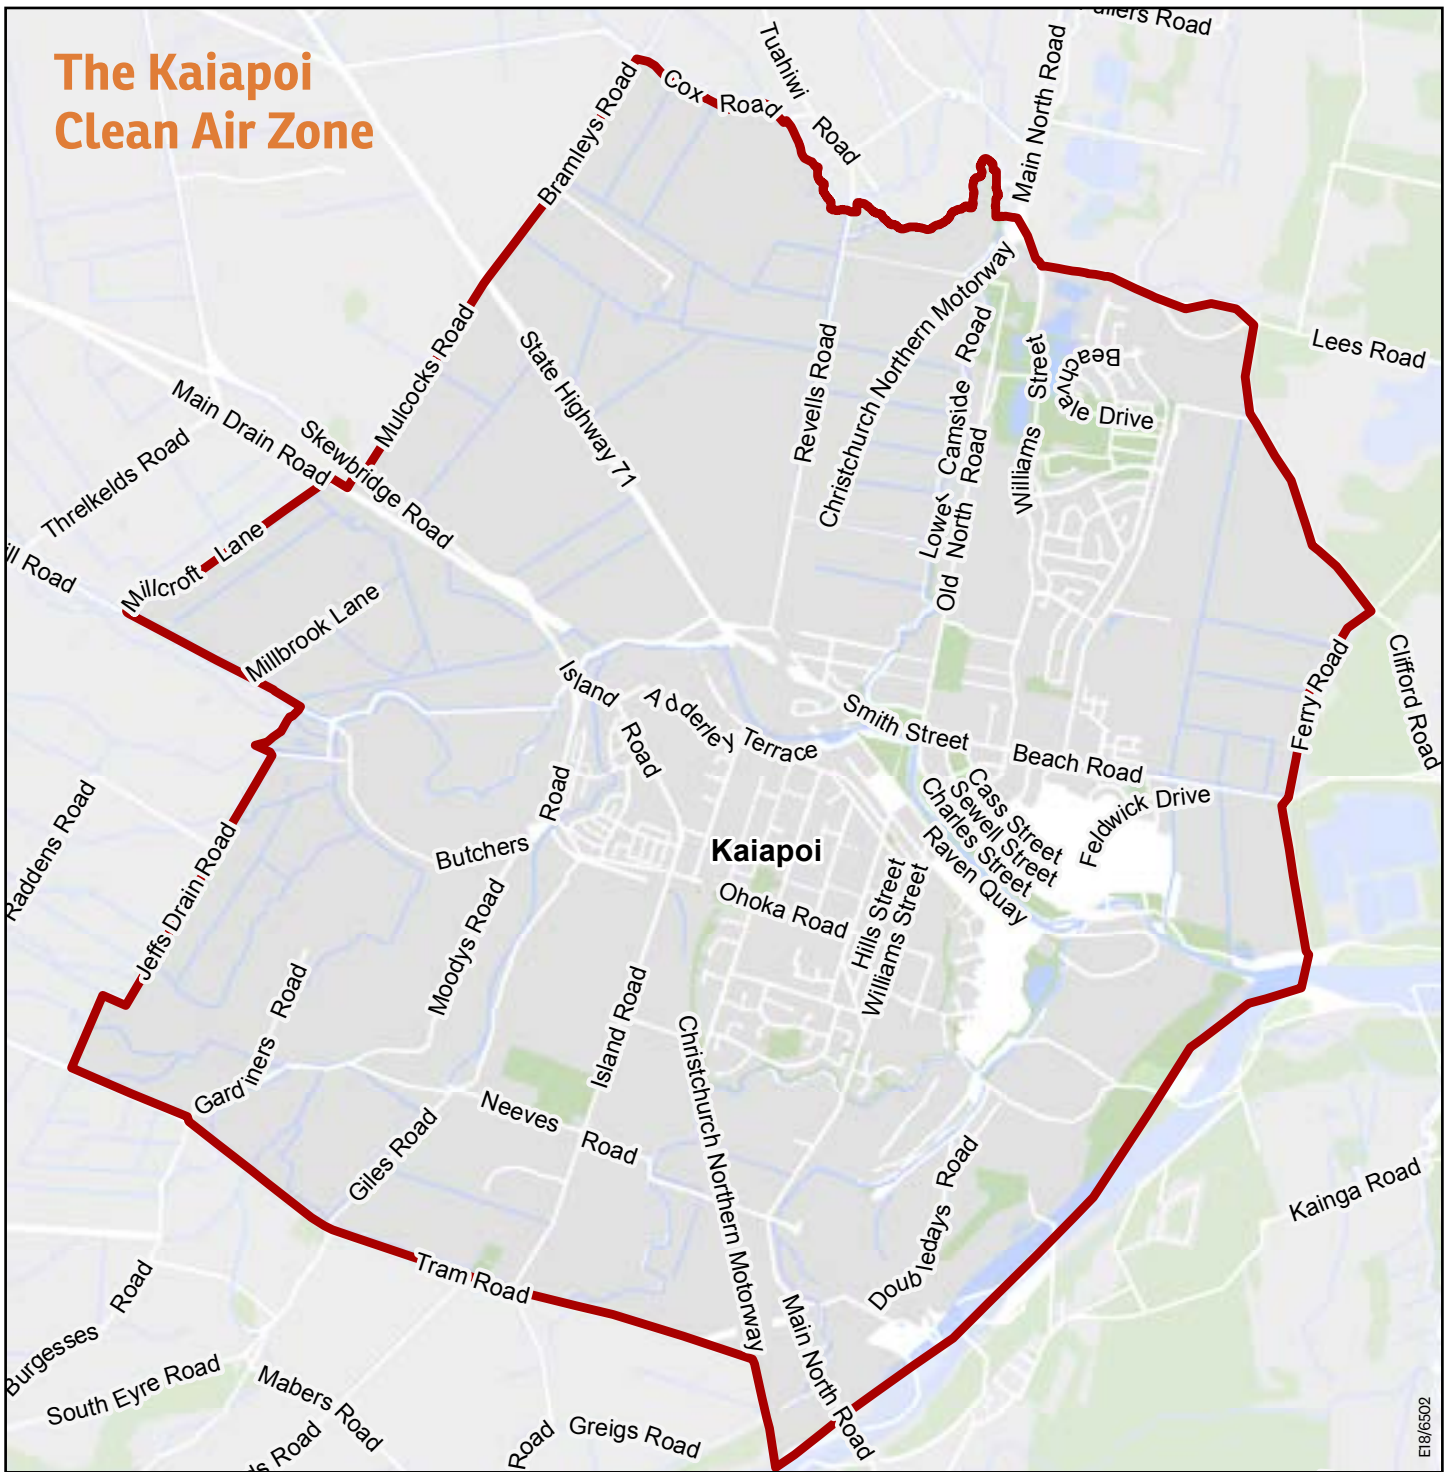 The Kaiapoi
Clean Air Zone
Tuahiwi
Road
Main North Road
Cox Road
Bramleys Road
Mulcocks Road
State Highway 71
Main Drain Road
Skewbridge Road
Threlkelds Road
Millcroft Lane
Millbrook Lane
Revells Road
Christchurch Northern Motorway
Lower Camside Road
Old North Road
Williams Street
Beachvale Drive
Lees Road
Clifford Road
Ferry Road
Island Road
Adderley Terrace
Smith Street
Beach Road
Feldwick Drive
Cass Street
Sewell Street
Charles Street
Raven Quay
Kaiapoi
Ohoka Road
Hills Street
Williams Street
Butchers Road
Moodys Road
Raddens Road
Jeffs Drain Road
Gardiners Road
Giles Road
Neeves Road
Island Road
Christchurch Northern Motorway
Doubledays Road
Kainga Road
Tram Road
Main North Road
Burgesses Road
South Eyre Road
Mabers Road
Road
Road
Greigs Road
E18/6502